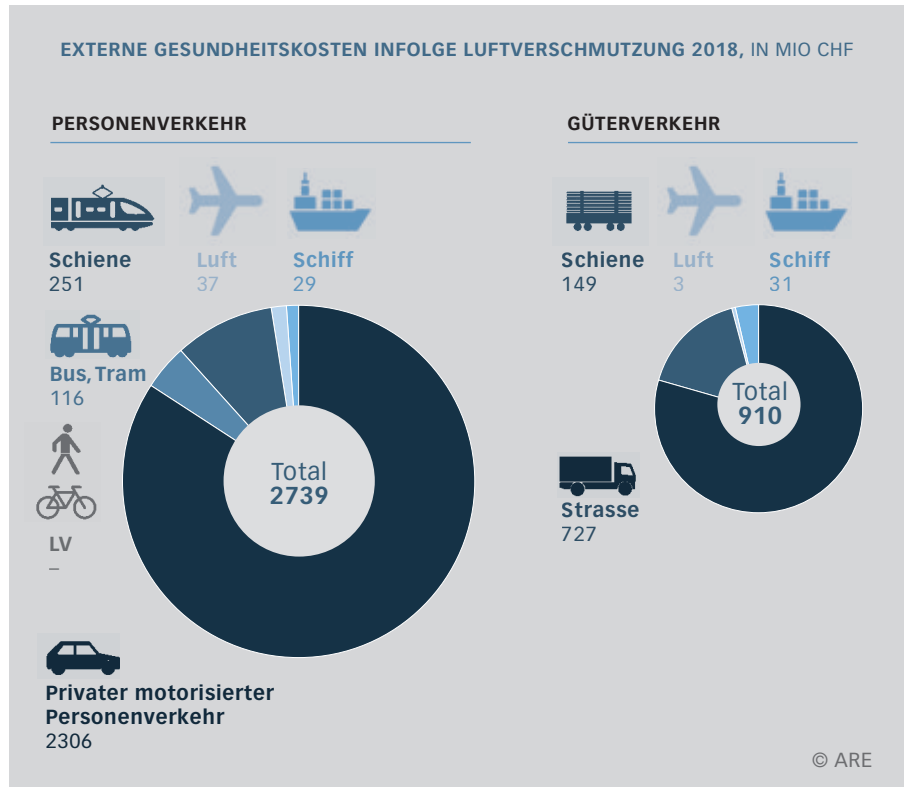 EXTERNE GESUNDHEITSKOSTEN INFOLGE LUFTVERSCHMUTZUNG 2018, IN MIO CHF
PERSONENVERKEHR
Schiene
251
Luft
37
Schiff
29
Bus, Tram
116
LV
–
Privater motorisierter
Personenverkehr
2306
Total
2739
GÜTERVERKEHR
Schiene
149
Luft
3
Schiff
31
Strasse
727
Total
910
© ARE